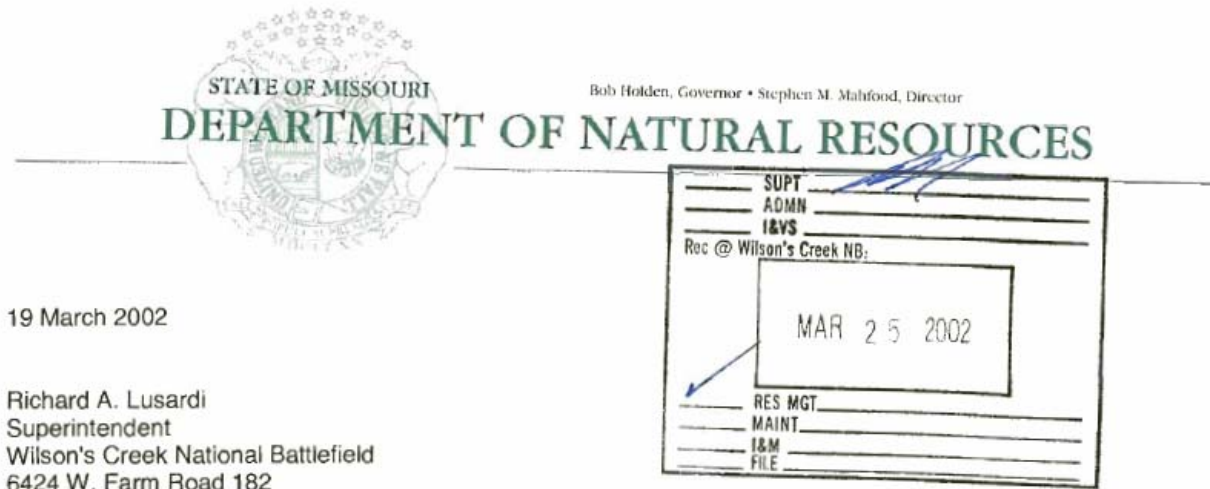 STATE OF MISSOURI
Bob Holden, Governor • Stephen M. Mahfood, Director
DEPARTMENT OF NATURAL RESOURCES
SUPT
ADMN
I&VS
Rec @ Wilson's Creek NB:
MAR 25 2002
RES MGT
MAINT
I&M
FILE
19 March 2002
Richard A. Lusardi
Superintendent
Wilson's Creek National Battlefield
6424 W. Farm Road 182